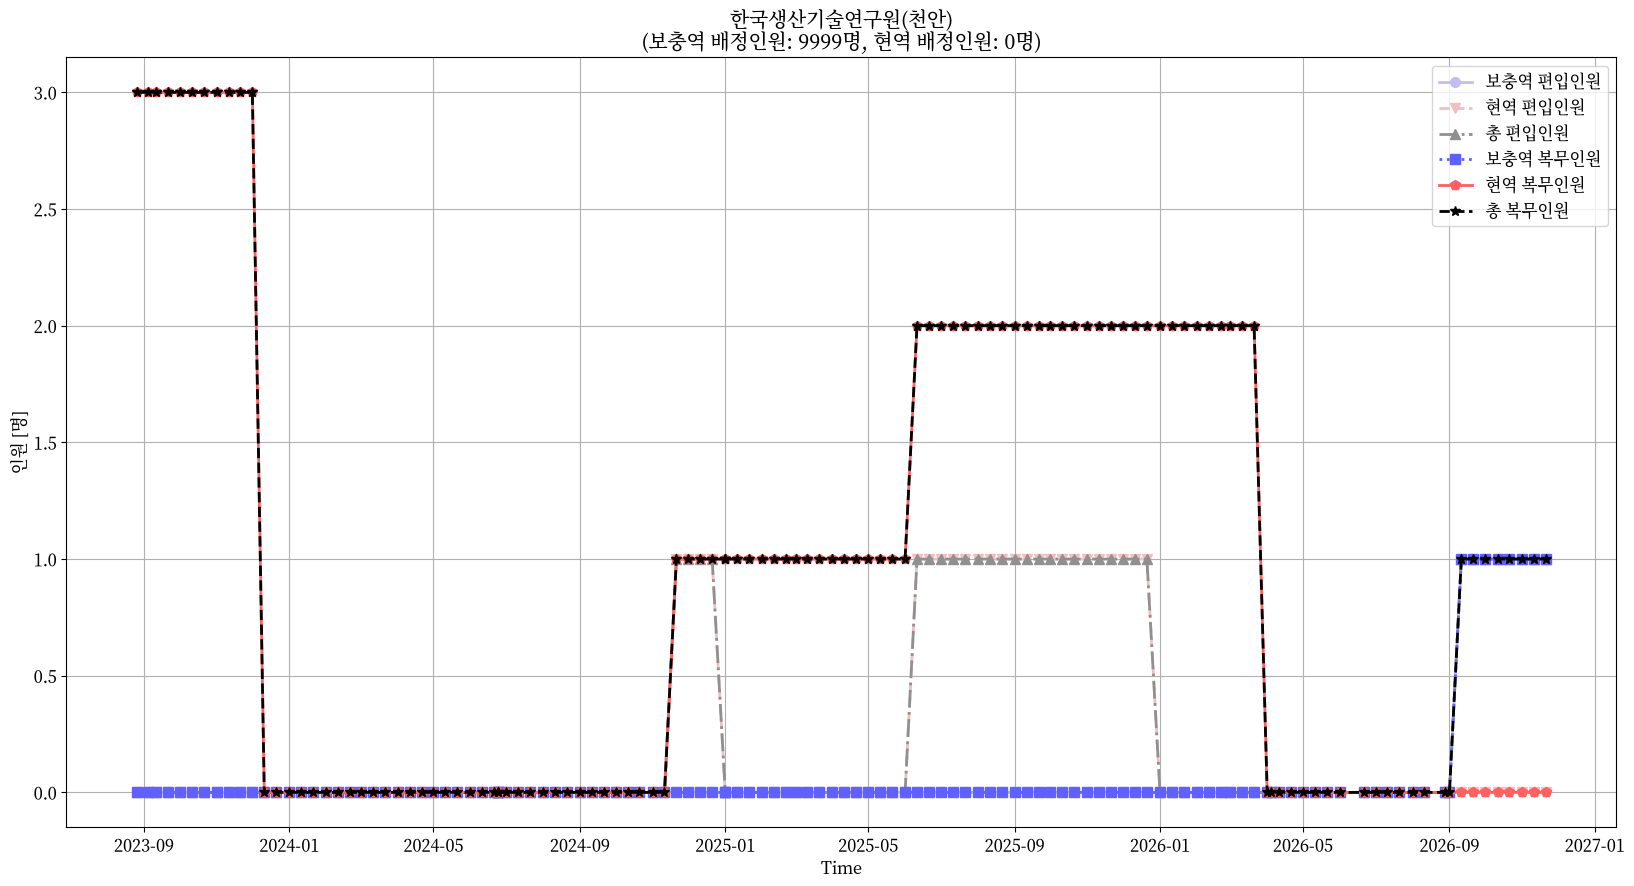 한국생산기술연구원(천안)
(보충역 배정인원: 9999명, 현역 배정인원: 0명)
보충역 편입인원
현역 편입인원
총 편입인원
보충역 복무인원
현역 복무인원
총 복무인원
인원 [명]
3.0
2.5
2.0
1.5
1.0
0.5
0.0
2023-09 2024-01 2024-05 2024-09 2025-01 2025-05 2025-09 2026-01 2026-05 2026-09 2027-01
Time